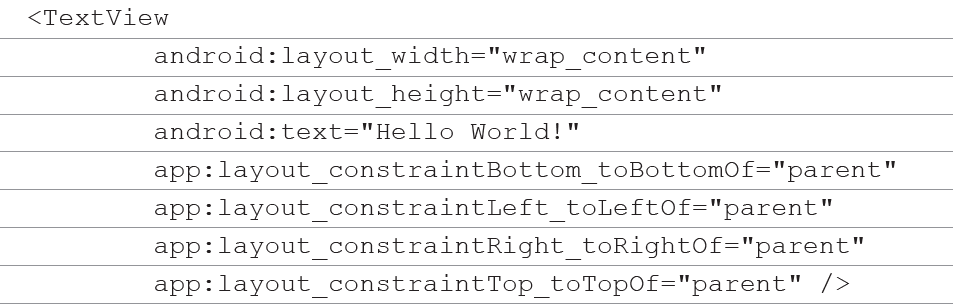 <TextView
android:layout_width="wrap_content"
android:layout_height="wrap_content"
android:text="Hello World!"
app:layout_constraintBottom_toBottomOf="parent"
app:layout_constraintLeft_toLeftOf="parent"
app:layout_constraintRight_toRightOf="parent"
app:layout_constraintTop_toTopOf="parent" />